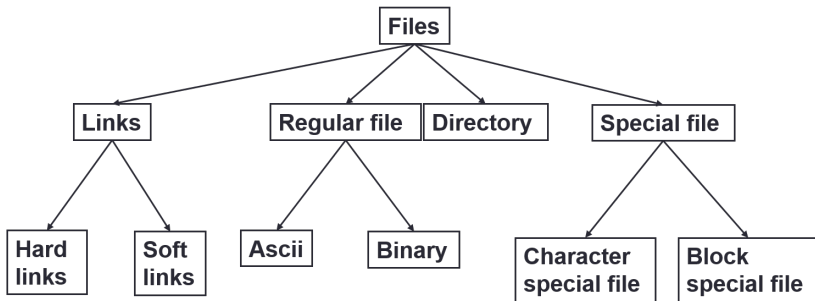 Files
Links
Regular file
Directory
Special file
Hard
links
Soft
links
Ascii
Binary
Character
special file
Block
special file